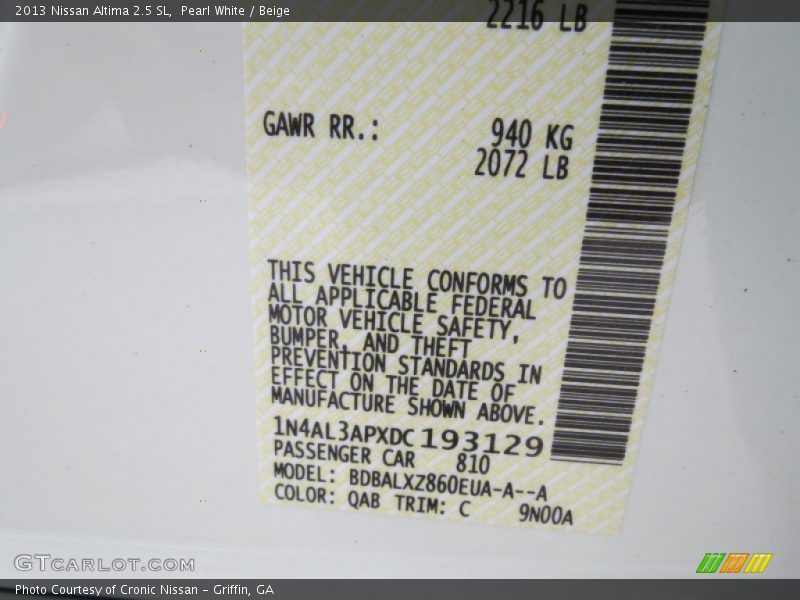 2013 Nissan Altima 2.5 SL,  Pearl White / Beige
2216 LB
GAWR RR.: 940 KG
2072 LB
THIS VEHICLE CONFORMS TO
ALL APPLICABLE FEDERAL
MOTOR VEHICLE SAFETY,
BUMPER, AND THEFT
PREVENTION STANDARDS IN
EFFECT ON THE DATE OF
MANUFACTURE SHOWN ABOVE.
1N4AL3APXDC193129
PASSENGER CAR 810
MODEL: BDBALXZ860EUA-A--A
COLOR: QAB TRIM: C 9N00A
GTCARLOT.COM
Photo Courtesy of Cronic Nissan - Griffin, GA